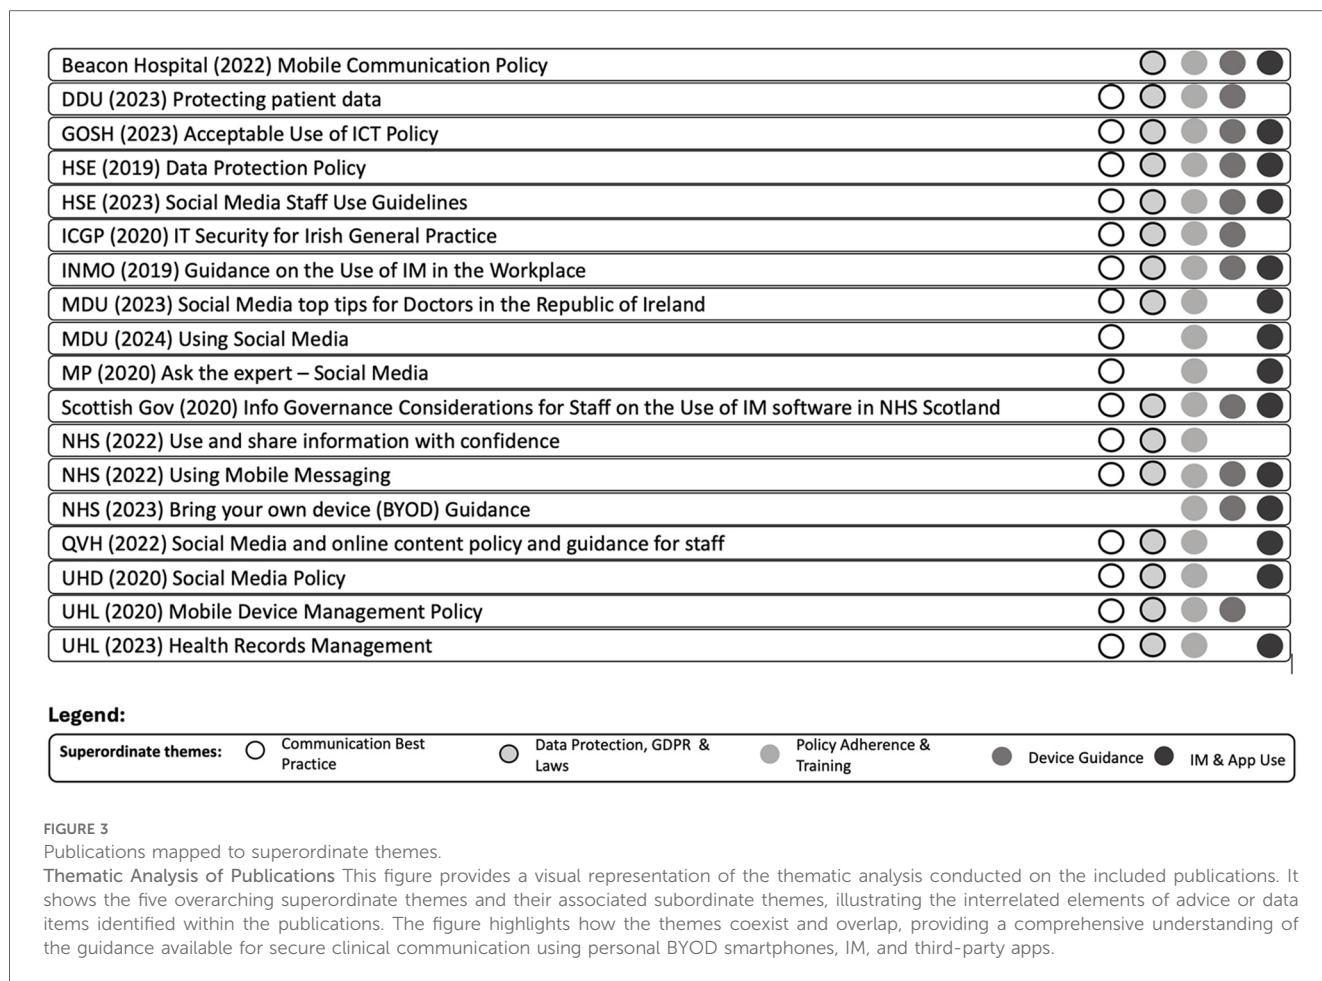 Beacon Hospital (2022) Mobile Communication Policy
DDU (2023) Protecting patient data
GOSH (2023) Acceptable Use of ICT Policy
HSE (2019) Data Protection Policy
HSE (2023) Social Media Staff Use Guidelines
ICGP (2020) IT Security for Irish General Practice
INMO (2019) Guidance on the Use of IM in the Workplace
MDU (2023) Social Media top tips for Doctors in the Republic of Ireland
MDU (2024) Using Social Media
MP (2020) Ask the expert – Social Media
Scottish Gov (2020) Info Governance Considerations for Staff on the Use of IM software in NHS Scotland
NHS (2022) Use and share information with confidence
NHS (2022) Using Mobile Messaging
NHS (2023) Bring your own device (BYOD) Guidance
QVH (2022) Social Media and online content policy and guidance for staff
UHD (2020) Social Media Policy
UHL (2020) Mobile Device Management Policy
UHL (2023) Health Records Management
Legend:
Superordinate themes:
Communication Best
Practice
Data Protection, GDPR &
Laws
Policy Adherence &
Training
Device Guidance
IM & App Use
FIGURE 3
Publications mapped to superordinate themes.
Thematic Analysis of Publications This figure provides a visual representation of the thematic analysis conducted on the included publications. It
shows the five overarching superordinate themes and their associated subordinate themes, illustrating the interrelated elements of advice or data
items identified within the publications. The figure highlights how the themes coexist and overlap, providing a comprehensive understanding of
the guidance available for secure clinical communication using personal BYOD smartphones, IM, and third-party apps.